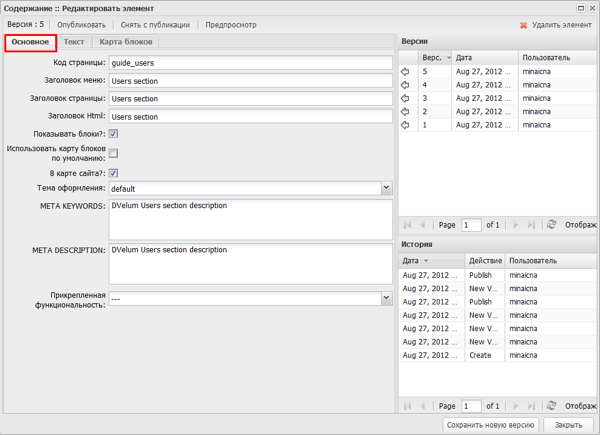 Содержание :: Редактировать элемент
Версия : 5 Опубликовать Снять с публикации Предпросмотр Удалить элемент
Основное Текст Карта блоков
Код страницы: guide_users
Заголовок меню: Users section
Заголовок страницы: Users section
Заголовок Html: Users section
Показывать блоки?:
Использовать карту блоков
по умолчанию:
В карте сайта?:
Тема оформления: default
META KEYWORDS: DVelum Users section description
META DESCRIPTION: DVelum Users section description
Прикрепленная
функциональность: ---
Версии
Верс. Дата Пользователь
5 Aug 27, 2012 ... minaicna
4 Aug 27, 2012 ... minaicna
3 Aug 27, 2012 ... minaicna
2 Aug 27, 2012 ... minaicna
1 Aug 27, 2012 ... minaicna
Page 1 of 1 Отображ
История
Дата Действие Пользователь
Aug 27, 2012 ... Publish minaicna
Aug 27, 2012 ... New V... minaicna
Aug 27, 2012 ... Publish minaicna
Aug 27, 2012 ... New V... minaicna
Aug 27, 2012 ... New V... minaicna
Aug 27, 2012 ... New V... minaicna
Aug 27, 2012 ... Create minaicna
Page 1 of 1 Отображ
Сохранить новую версию Закрыть